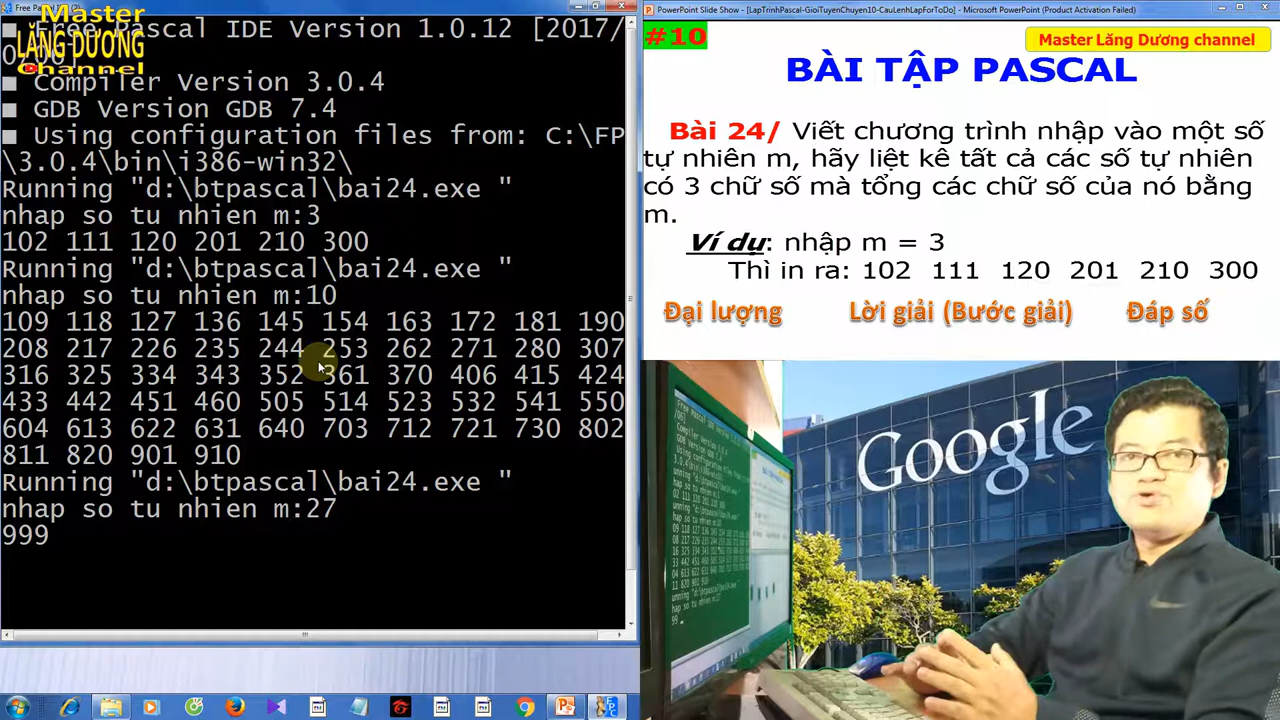 Free Pas
Master
LĂNG DƯƠNG
Channel
■ Free Pascal IDE Version 1.0.12 [2017/
■ Compiler Version 3.0.4
■ GDB Version GDB 7.4
■ Using configuration files from: C:\FP
\3.0.4\bin\i386-win32\
Running "d:\btpascal\bai24.exe "
nhap so tu nhien m:3
102 111 120 201 210 300
Running "d:\btpascal\bai24.exe "
nhap so tu nhien m:10
109 118 127 136 145 154 163 172 181 190
208 217 226 235 244 253 262 271 280 307
316 325 334 343 352 361 370 406 415 424
433 442 451 460 505 514 523 532 541 550
604 613 622 631 640 703 712 721 730 802
811 820 901 910
Running "d:\btpascal\bai24.exe "
nhap so tu nhien m:27
999
PowerPoint Slide Show - [LapTrinhPascal-GioiTuyenChuyen10-CauLenhLapForToDo] - Microsoft PowerPoint (Product Activation Failed)
#10
Master Lăng Dương channel
BÀI TẬP PASCAL
Bài 24/ Viết chương trình nhập vào một số
tự nhiên m, hãy liệt kê tất cả các số tự nhiên
có 3 chữ số mà tổng các chữ số của nó bằng
m.
Ví dụ: nhập m = 3
Thì in ra: 102 111 120 201 210 300
Đại lượng Lời giải (Bước giải) Đáp số
Google